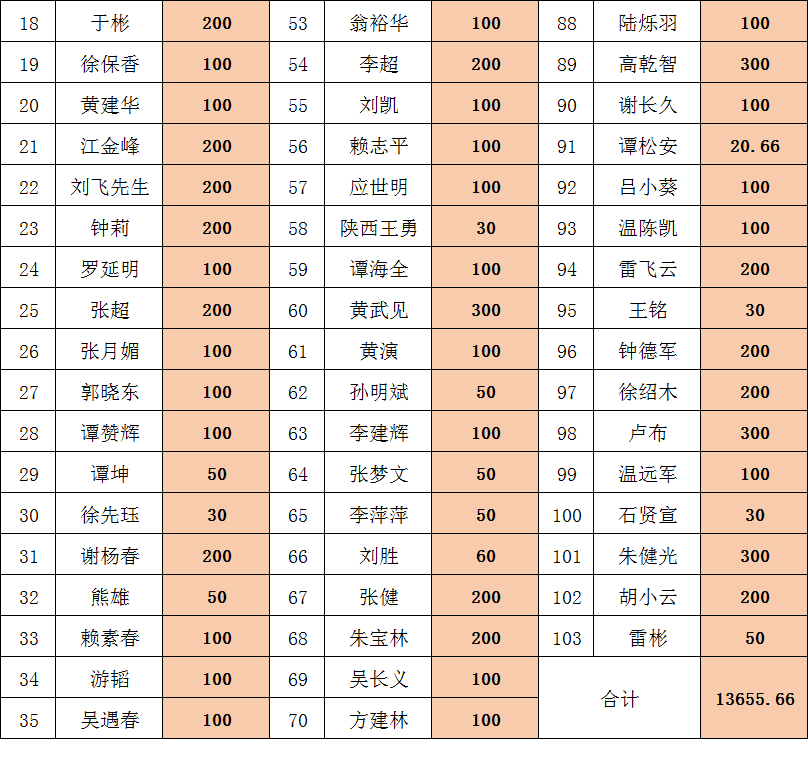 18 于彬 200 53 翁裕华 100 88 陆烁羽 100
19 徐保香 100 54 李超 200 89 高乾智 300
20 黄建华 100 55 刘凯 100 90 谢长久 100
21 江金峰 200 56 赖志平 100 91 谭松安 20.66
22 刘飞先生 200 57 应世明 100 92 吕小葵 100
23 钟莉 200 58 陕西王勇 30 93 温陈凯 100
24 罗延明 100 59 谭海全 100 94 雷飞云 200
25 张超 200 60 黄武见 300 95 王铭 30
26 张月媚 100 61 黄演 100 96 钟德军 200
27 郭晓东 100 62 孙明斌 50 97 徐绍木 200
28 谭赞辉 100 63 李建辉 100 98 卢布 300
29 谭坤 50 64 张梦文 50 99 温远军 100
30 徐先珏 30 65 李萍萍 50 100 石贤宣 30
31 谢杨春 200 66 刘胜 60 101 朱健光 300
32 熊雄 50 67 张健 200 102 胡小云 200
33 赖素春 100 68 朱宝林 200 103 雷彬 50
34 游韬 100 69 吴长义 100
合计 13655.66
35 吴遇春 100 70 方建林 100